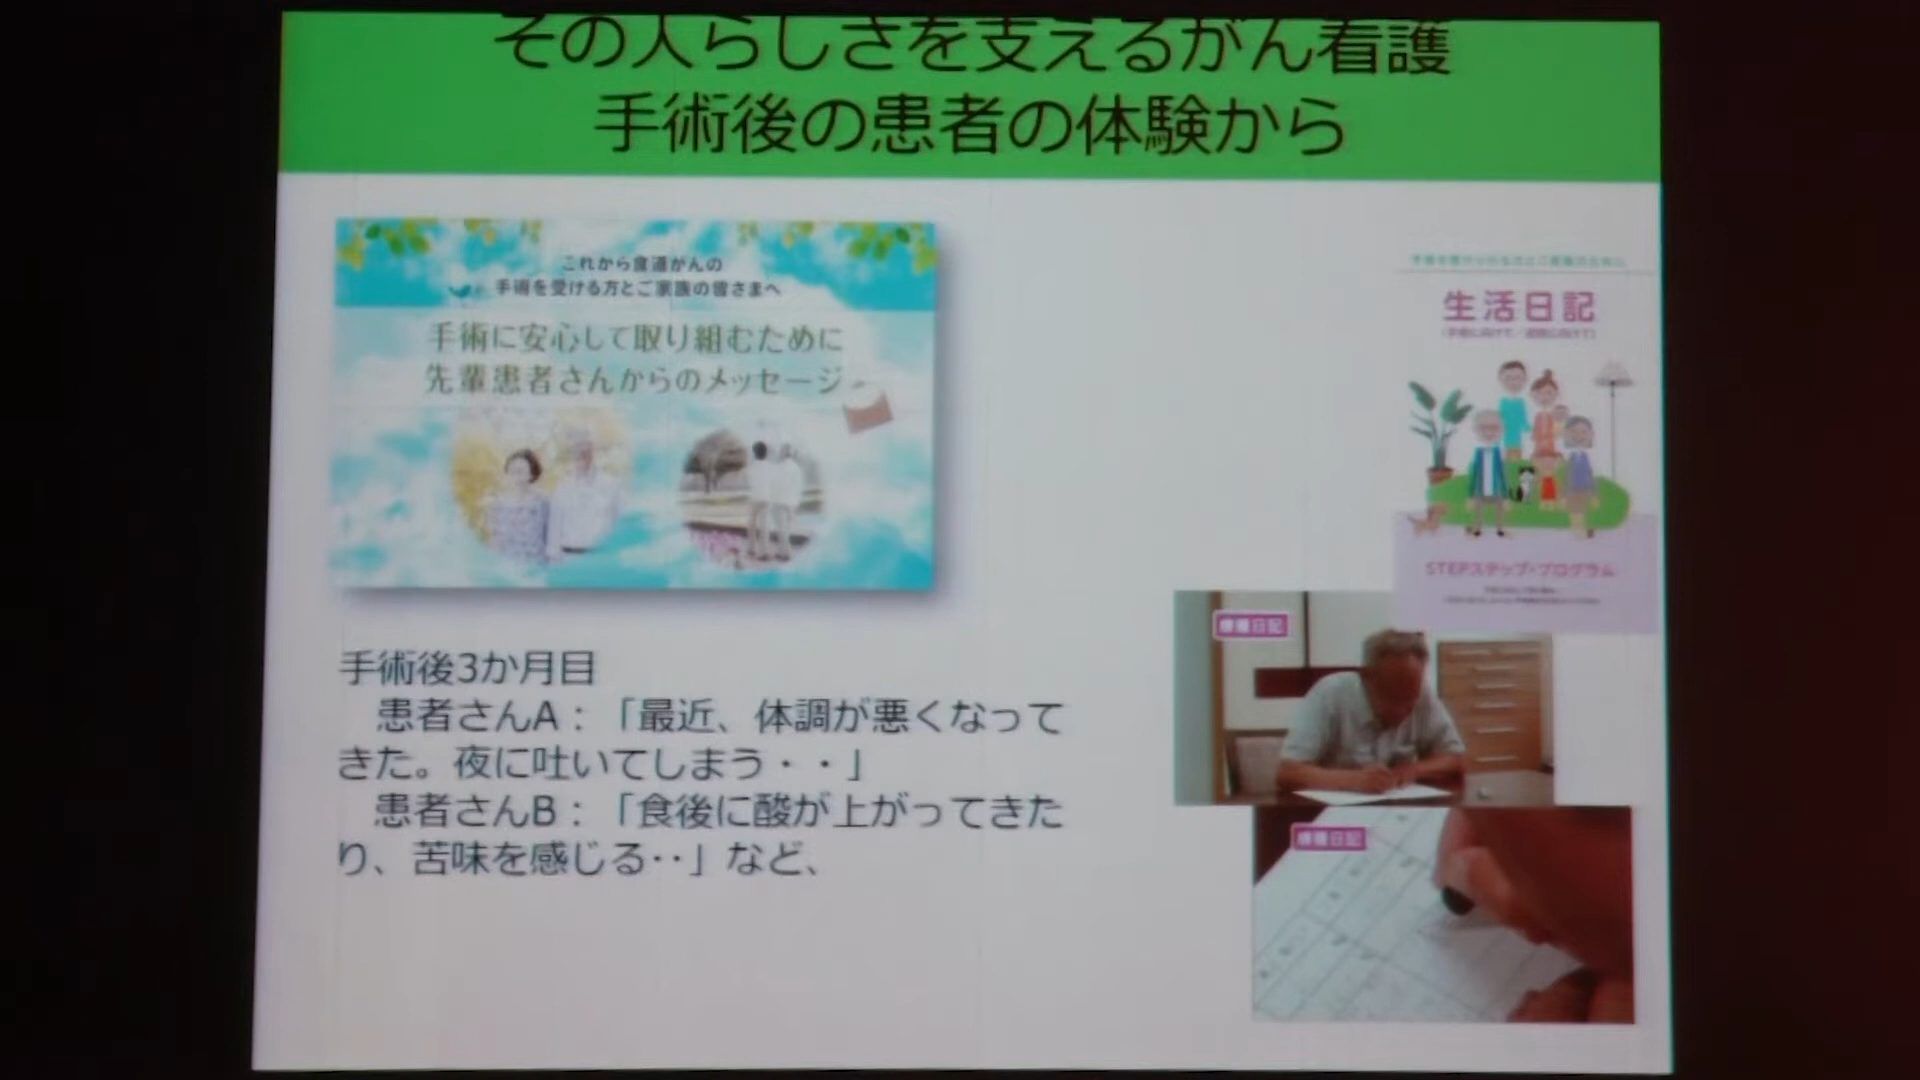 その人らしさを支えるがん看護
手術後の患者の体験から
これから食道がんの
手術を受ける方とご家族の皆さまへ
手術に安心して取り組むために
先輩患者さんからのメッセージ
手術後3か月目
患者さんA：「最近、体調が悪くなって
きた。夜に吐いてしまう・・」
患者さんB：「食後に酸が上がってきた
り、苦味を感じる‥」など、
生活日記
STEPステップ・プログラム
療養日記
療養日記